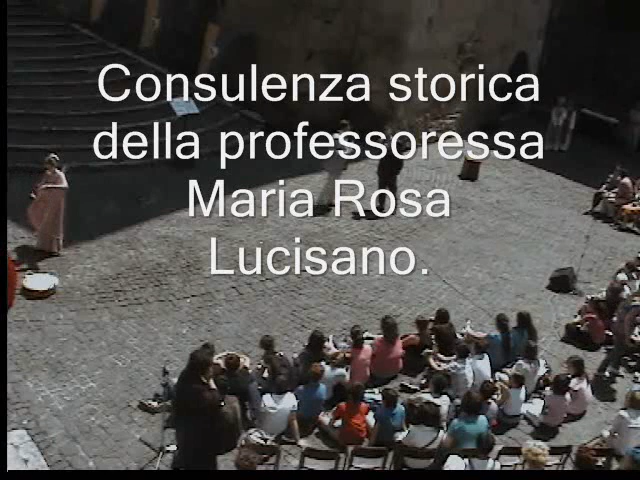 Consulenza storica
della professoressa
Maria Rosa
Lucisano.